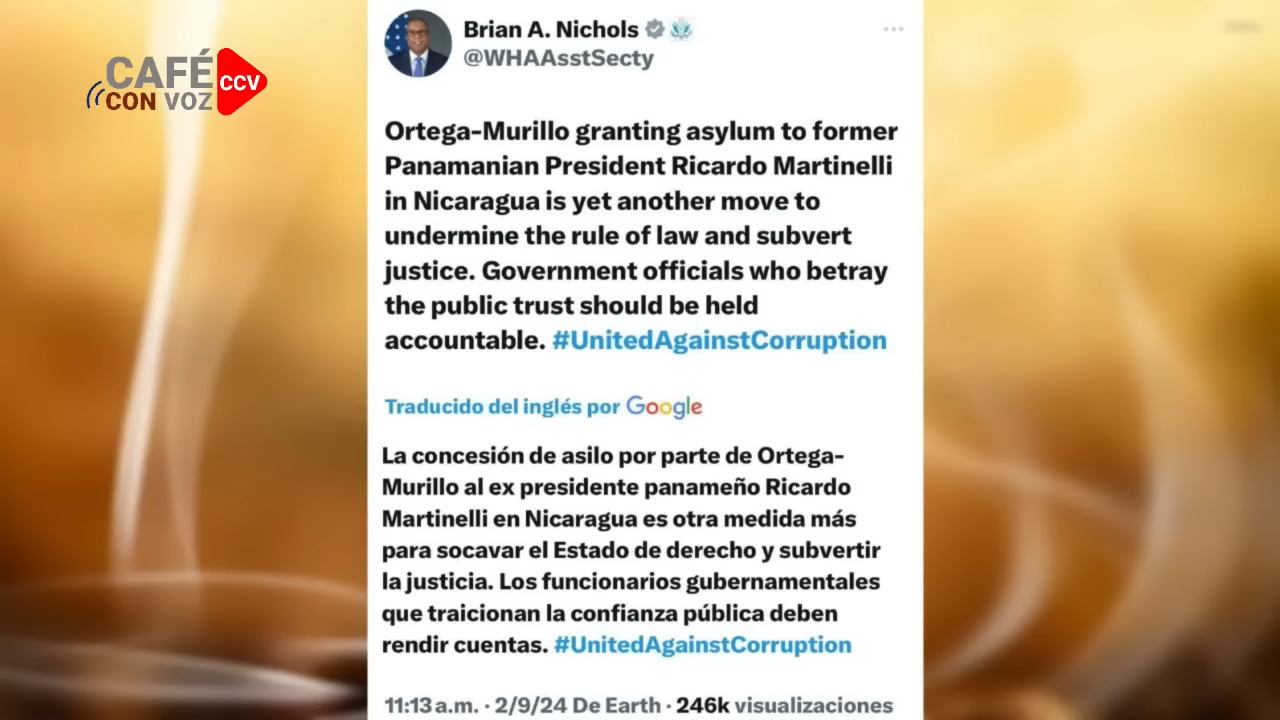 CAFÉ
CON VOZ
CCV
Brian A. Nichols
@WHAAsstSecty
Ortega-Murillo granting asylum to former
Panamanian President Ricardo Martinelli
in Nicaragua is yet another move to
undermine the rule of law and subvert
justice. Government officials who betray
the public trust should be held
accountable. #UnitedAgainstCorruption
Traducido del inglés por Google
La concesión de asilo por parte de Ortega-
Murillo al ex presidente panameño Ricardo
Martinelli en Nicaragua es otra medida más
para socavar el Estado de derecho y subvertir
la justicia. Los funcionarios gubernamentales
que traicionan la confianza pública deben
rendir cuentas. #UnitedAgainstCorruption
11:13 a.m. · 2/9/24 De Earth · 246k visualizaciones